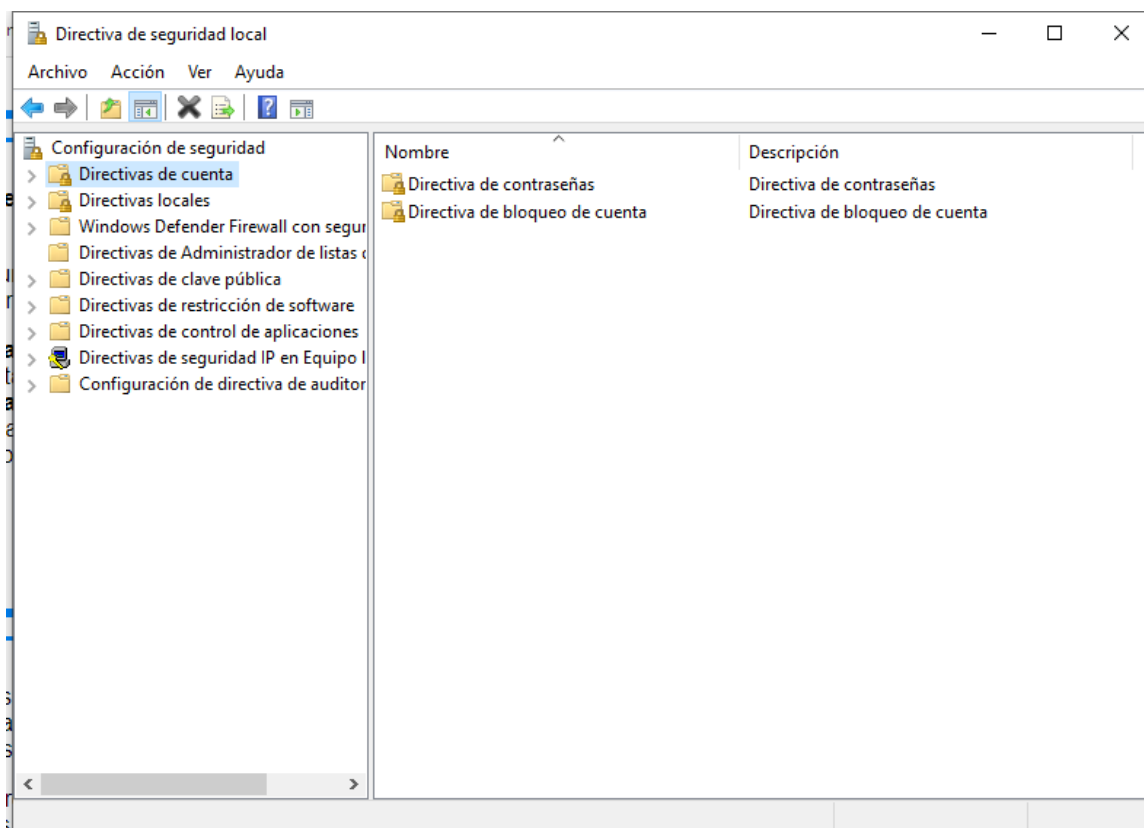 Directiva de seguridad local
Archivo Acción Ver Ayuda
Configuración de seguridad
Directivas de cuenta
Directivas locales
Windows Defender Firewall con segur
Directivas de Administrador de listas
Directivas de clave pública
Directivas de restricción de software
Directivas de control de aplicaciones
Directivas de seguridad IP en Equipo l
Configuración de directiva de auditor
Nombre Descripción
Directiva de contraseñas Directiva de contraseñas
Directiva de bloqueo de cuenta Directiva de bloqueo de cuenta